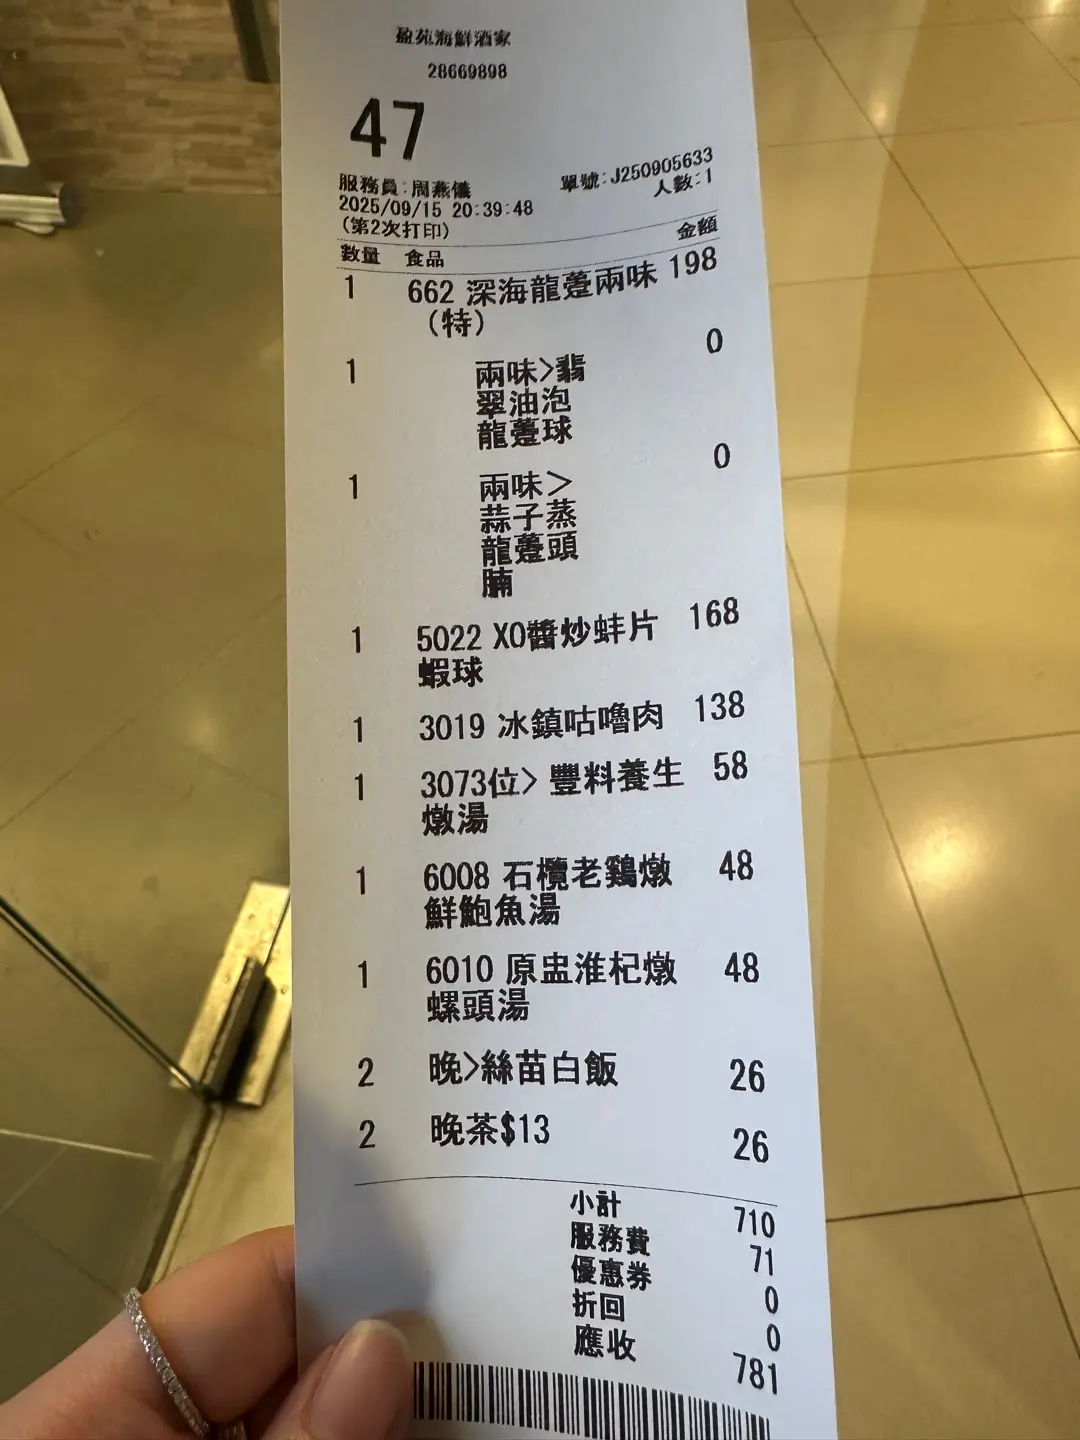 盈苑海鮮酒家
28669898
47
單號:J250905633
服務員:周燕儀
人數:1
2025/09/15 20:39:48
(第2次打印)
數量 食品 金額
1 662 深海龍躉兩味 198
(特)
1 兩味>翡 0
翠油泡
龍躉球
1 兩味> 0
蒜子蒸
龍躉頭
腩
1 5022 XO醬炒蚌片 168
蝦球
1 3019 冰鎮咕嚕肉 138
1 3073位> 豐料養生 58
燉湯
1 6008 石欖老鷄燉 48
鮮鮑魚湯
1 6010 原盅淮杞燉 48
螺頭湯
2 晚>絲苗白飯 26
2 晚茶$13 26
小計 710
服務費 71
優惠券 0
折回 0
應收 781